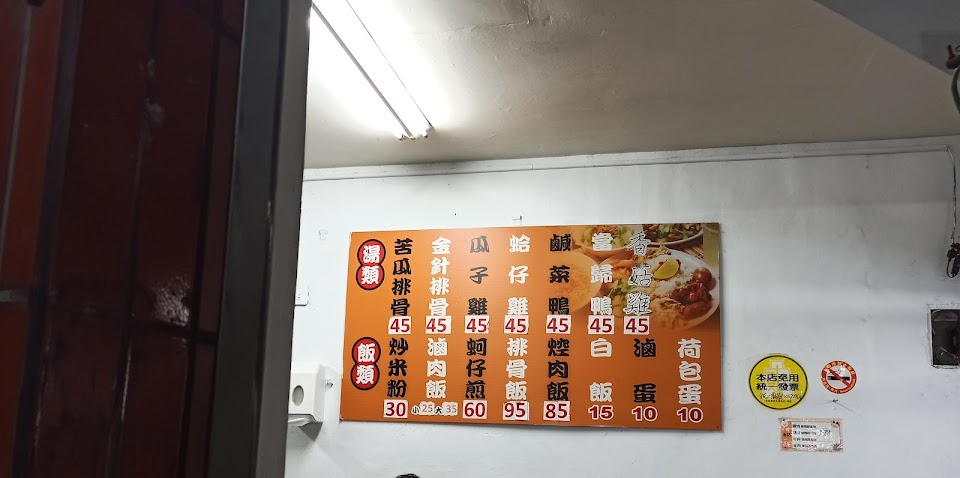 湯類
苦瓜排骨 45
金針排骨 45
瓜子雞 45
蛤仔雞 45
鹹菜鴨 45
當歸鴨 45
香菇雞 45
飯類
炒米粉 30
滷肉飯 小25 大35
蚵仔煎 60
排骨飯 95
焢肉飯 85
白飯 15
滷蛋 10
荷包蛋 10
本店免用
統一發票